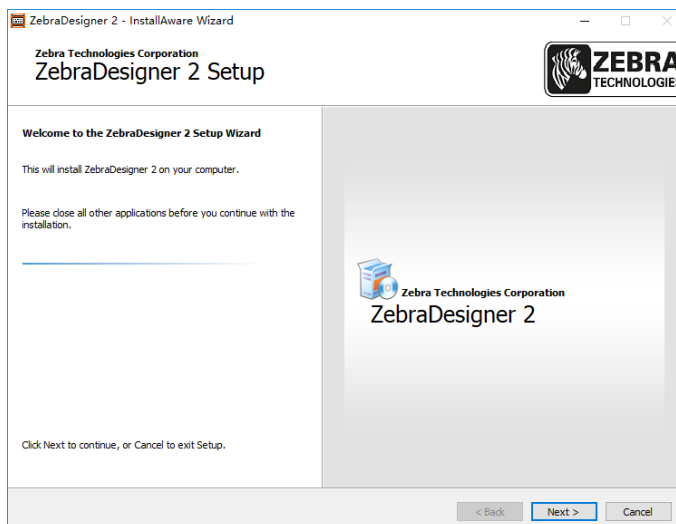 ZebraDesigner 2 - InstallAware Wizard
Zebra Technologies Corporation
ZebraDesigner 2 Setup
ZEBRA
TECHNOLOGIES
Welcome to the ZebraDesigner 2 Setup Wizard
This will install ZebraDesigner 2 on your computer.
Please close all other applications before you continue with the
installation.
Zebra Technologies Corporation
ZebraDesigner 2
Click Next to continue, or Cancel to exit Setup.
< Back
Next >
Cancel